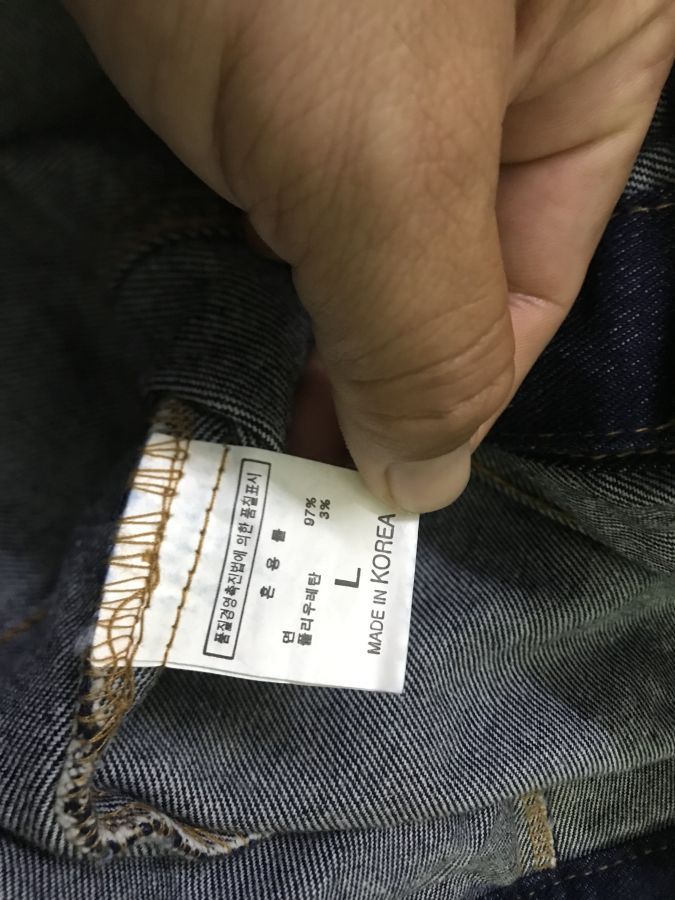 품질경영촉진법에 의한 품질표시
혼 용 률
면 97%
폴리우레탄 3%
L
MADE IN KOREA